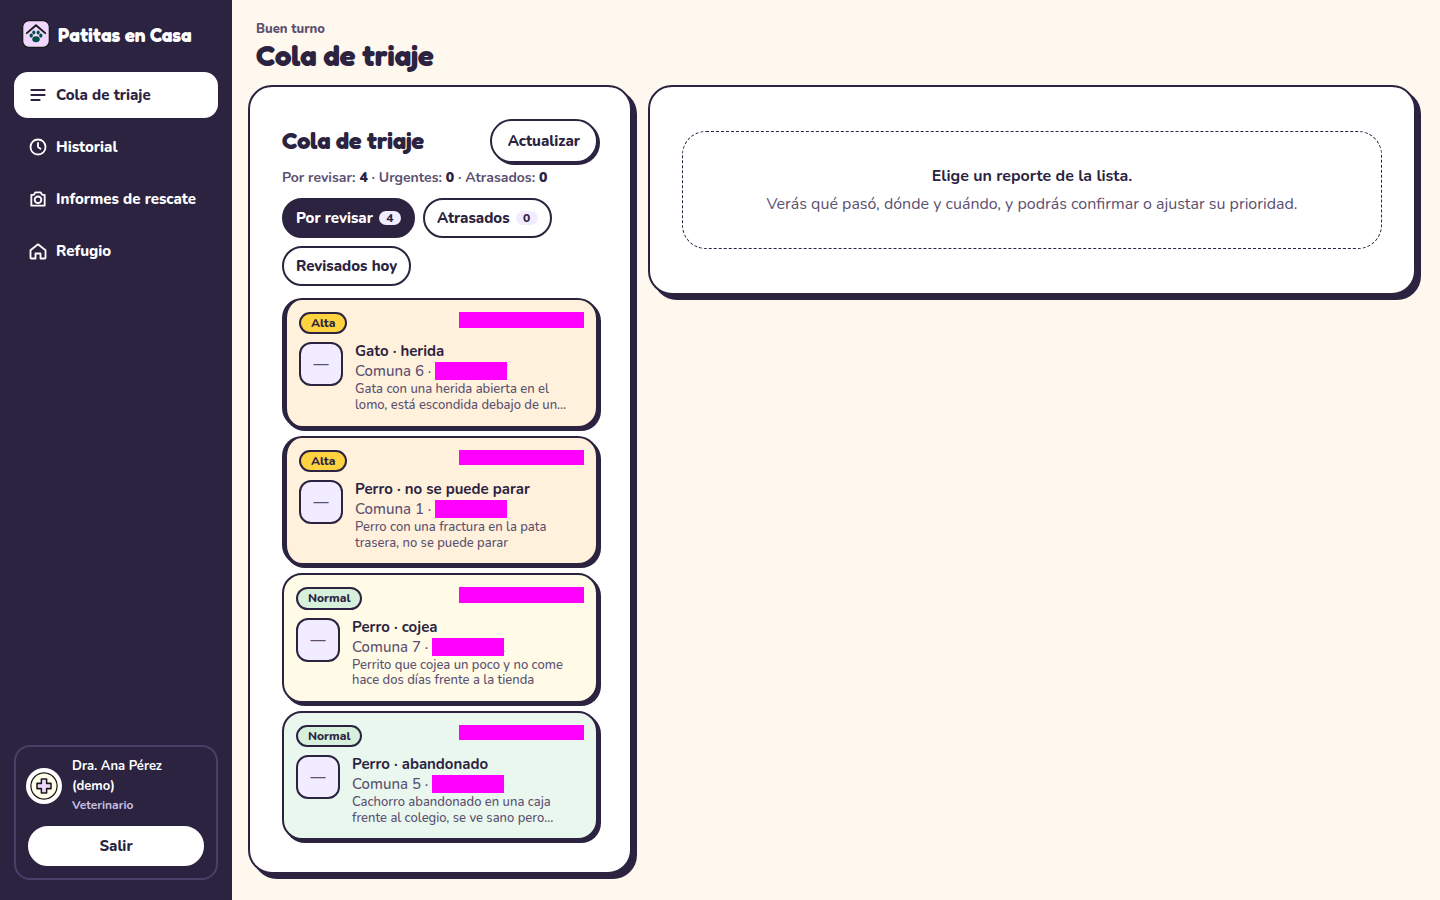 Patitas en Casa
Cola de triaje
Historial
Informes de rescate
Refugio
Dra. Ana Pérez
(demo)
Veterinario
Salir
Buen turno
Cola de triaje
Cola de triaje
Actualizar
Por revisar: 4 · Urgentes: 0 · Atrasados: 0
Por revisar 4
Atrasados 0
Revisados hoy
Alta
—
Gato · herida
Comuna 6 ·
Gata con una herida abierta en el
lomo, está escondida debajo de un…
Alta
—
Perro · no se puede parar
Comuna 1 ·
Perro con una fractura en la pata
trasera, no se puede parar
Normal
—
Perro · cojea
Comuna 7 ·
Perrito que cojea un poco y no come
hace dos días frente a la tienda
Normal
—
Perro · abandonado
Comuna 5 ·
Cachorro abandonado en una caja
frente al colegio, se ve sano pero…
Elige un reporte de la lista.
Verás qué pasó, dónde y cuándo, y podrás confirmar o ajustar su prioridad.